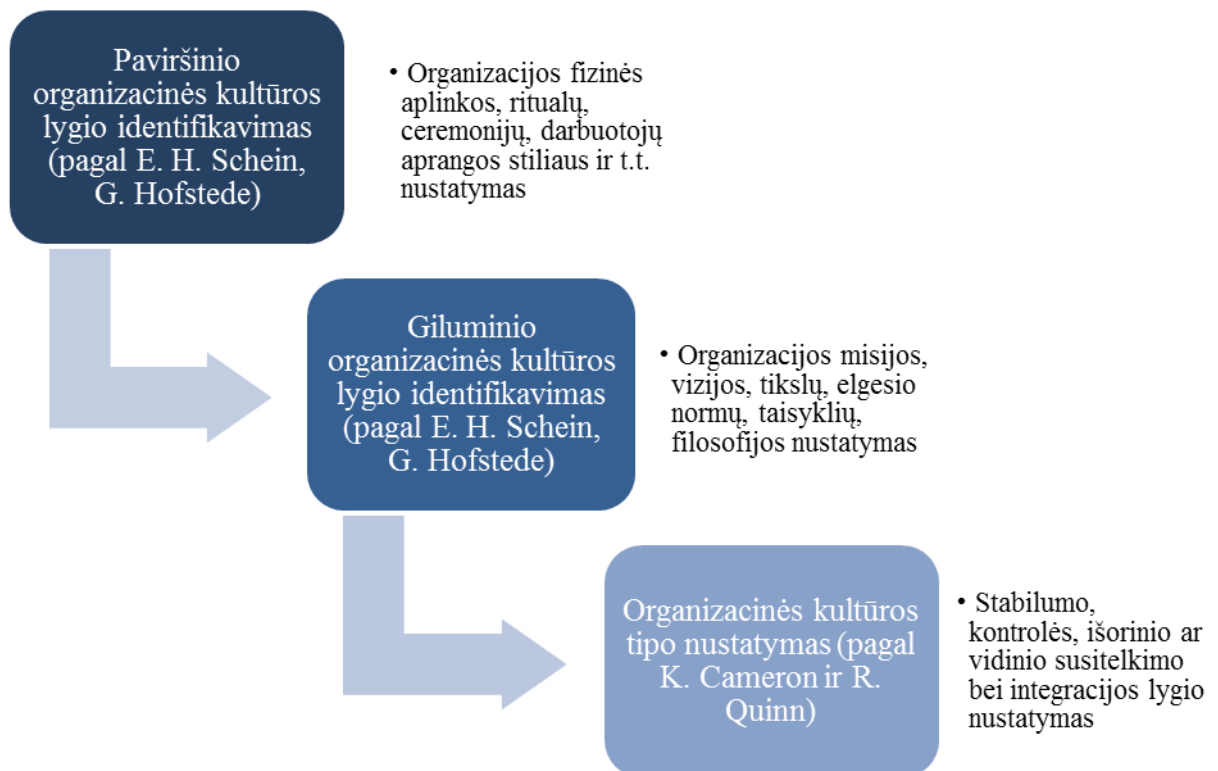 Paviršinio
organizacinės kultūros
lygio identifikavimas
(pagal E. H. Schein,
G. Hofstede)
• Organizacijos fizinės
aplinkos, ritualų,
ceremonijų, darbuotojų
aprangos stiliaus ir t.t.
nustatymas
Giluminio
organizacinės kultūros
lygio identifikavimas
(pagal E. H. Schein,
G. Hofstede)
• Organizacijos misijos,
vizijos, tikslų, elgesio
normų, taisyklių,
filosofijos nustatymas
Organizacinės kultūros
tipo nustatymas (pagal
K. Cameron ir R.
Quinn)
• Stabilumo,
kontrolės, išorinio ar
vidinio susitelkimo
bei integracijos lygio
nustatymas